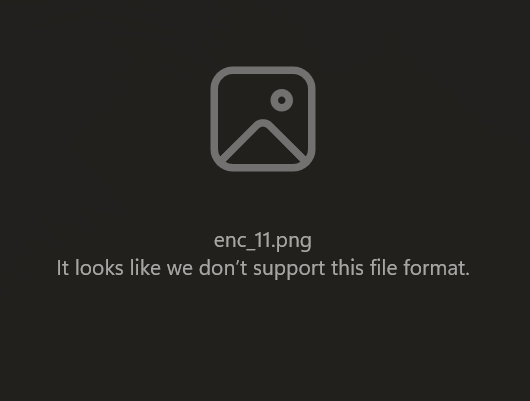 enc_11.png
It looks like we don’t support this file format.